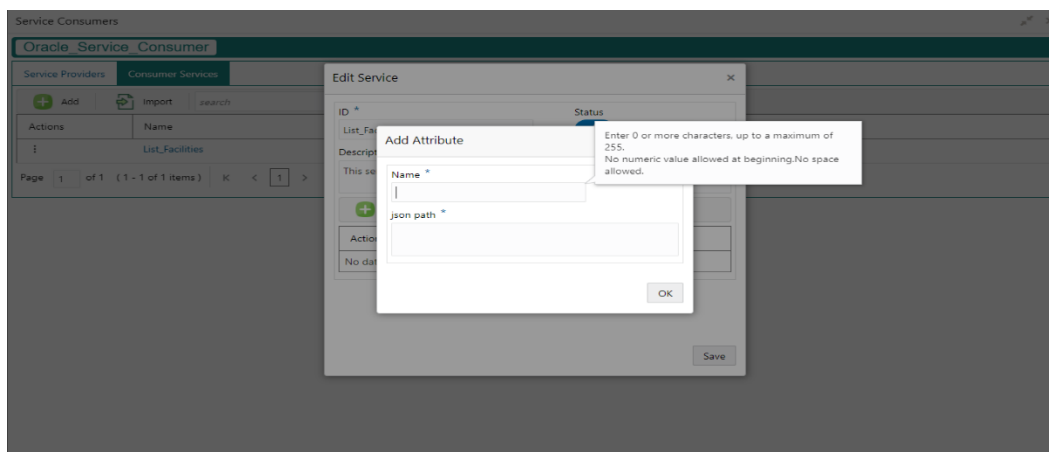 Service Consumers
Oracle_Service_Consumer
Service Providers Consumer Services
Add Import search
Actions Name
List_Facilities
Page 1 of 1 (1 - 1 of 1 items) K < 1 >
Edit Service ×
ID * Status
List_Fa
Descript
This se
Action
No dat
Save
Add Attribute
Name *
json path *
OK
Enter 0 or more characters, up to a maximum of
255.
No numeric value allowed at beginning.No space
allowed.